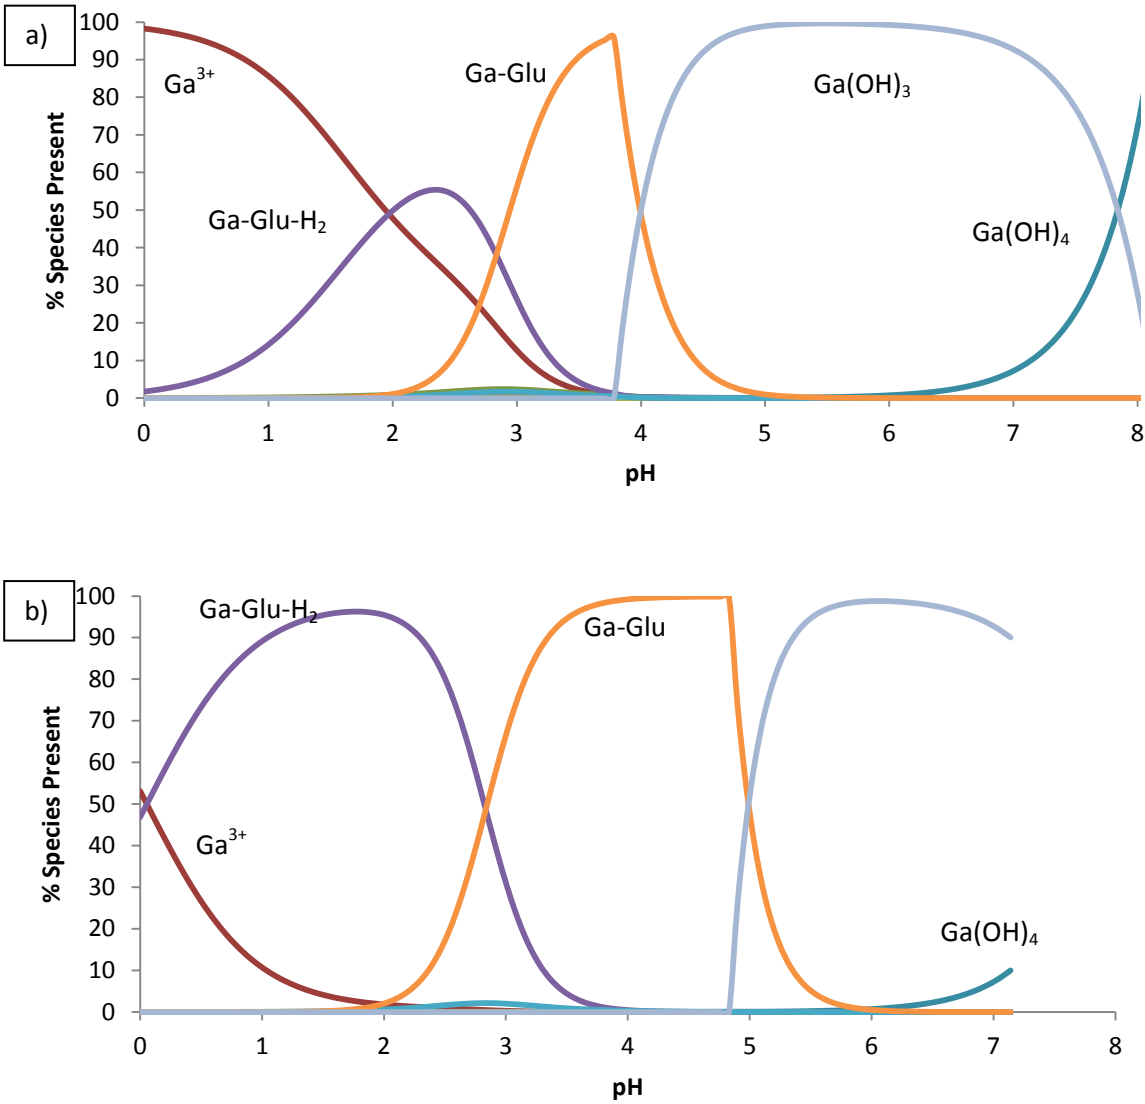 a)
100
90
80
70
60
50
40
30
20
10
0
% Species Present
Ga³⁺
Ga-Glu
Ga(OH)₃
Ga-Glu-H₂
Ga(OH)₄
0 1 2 3 4 5 6 7 8
pH
b)
100
90
80
70
60
50
40
30
20
10
0
% Species Present
Ga-Glu-H₂
Ga-Glu
Ga³⁺
Ga(OH)₄
0 1 2 3 4 5 6 7 8
pH